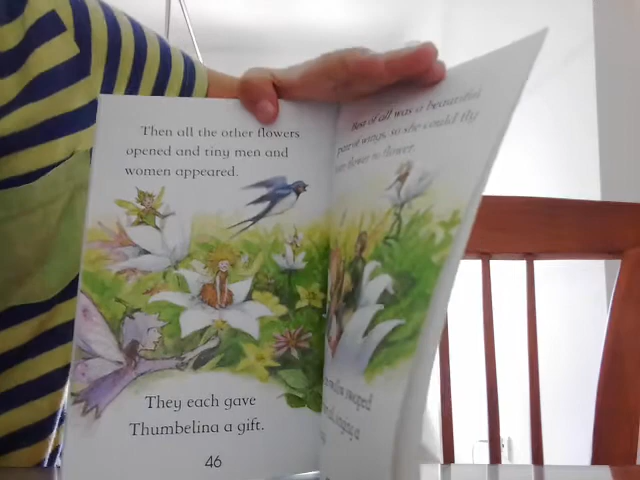 Then all the other flowers
opened and tiny men and
women appeared.
They each gave
Thumbelina a gift.
46
Best of all was a beautiful
pair of wings, so she could fly
flower to flower.
swooped